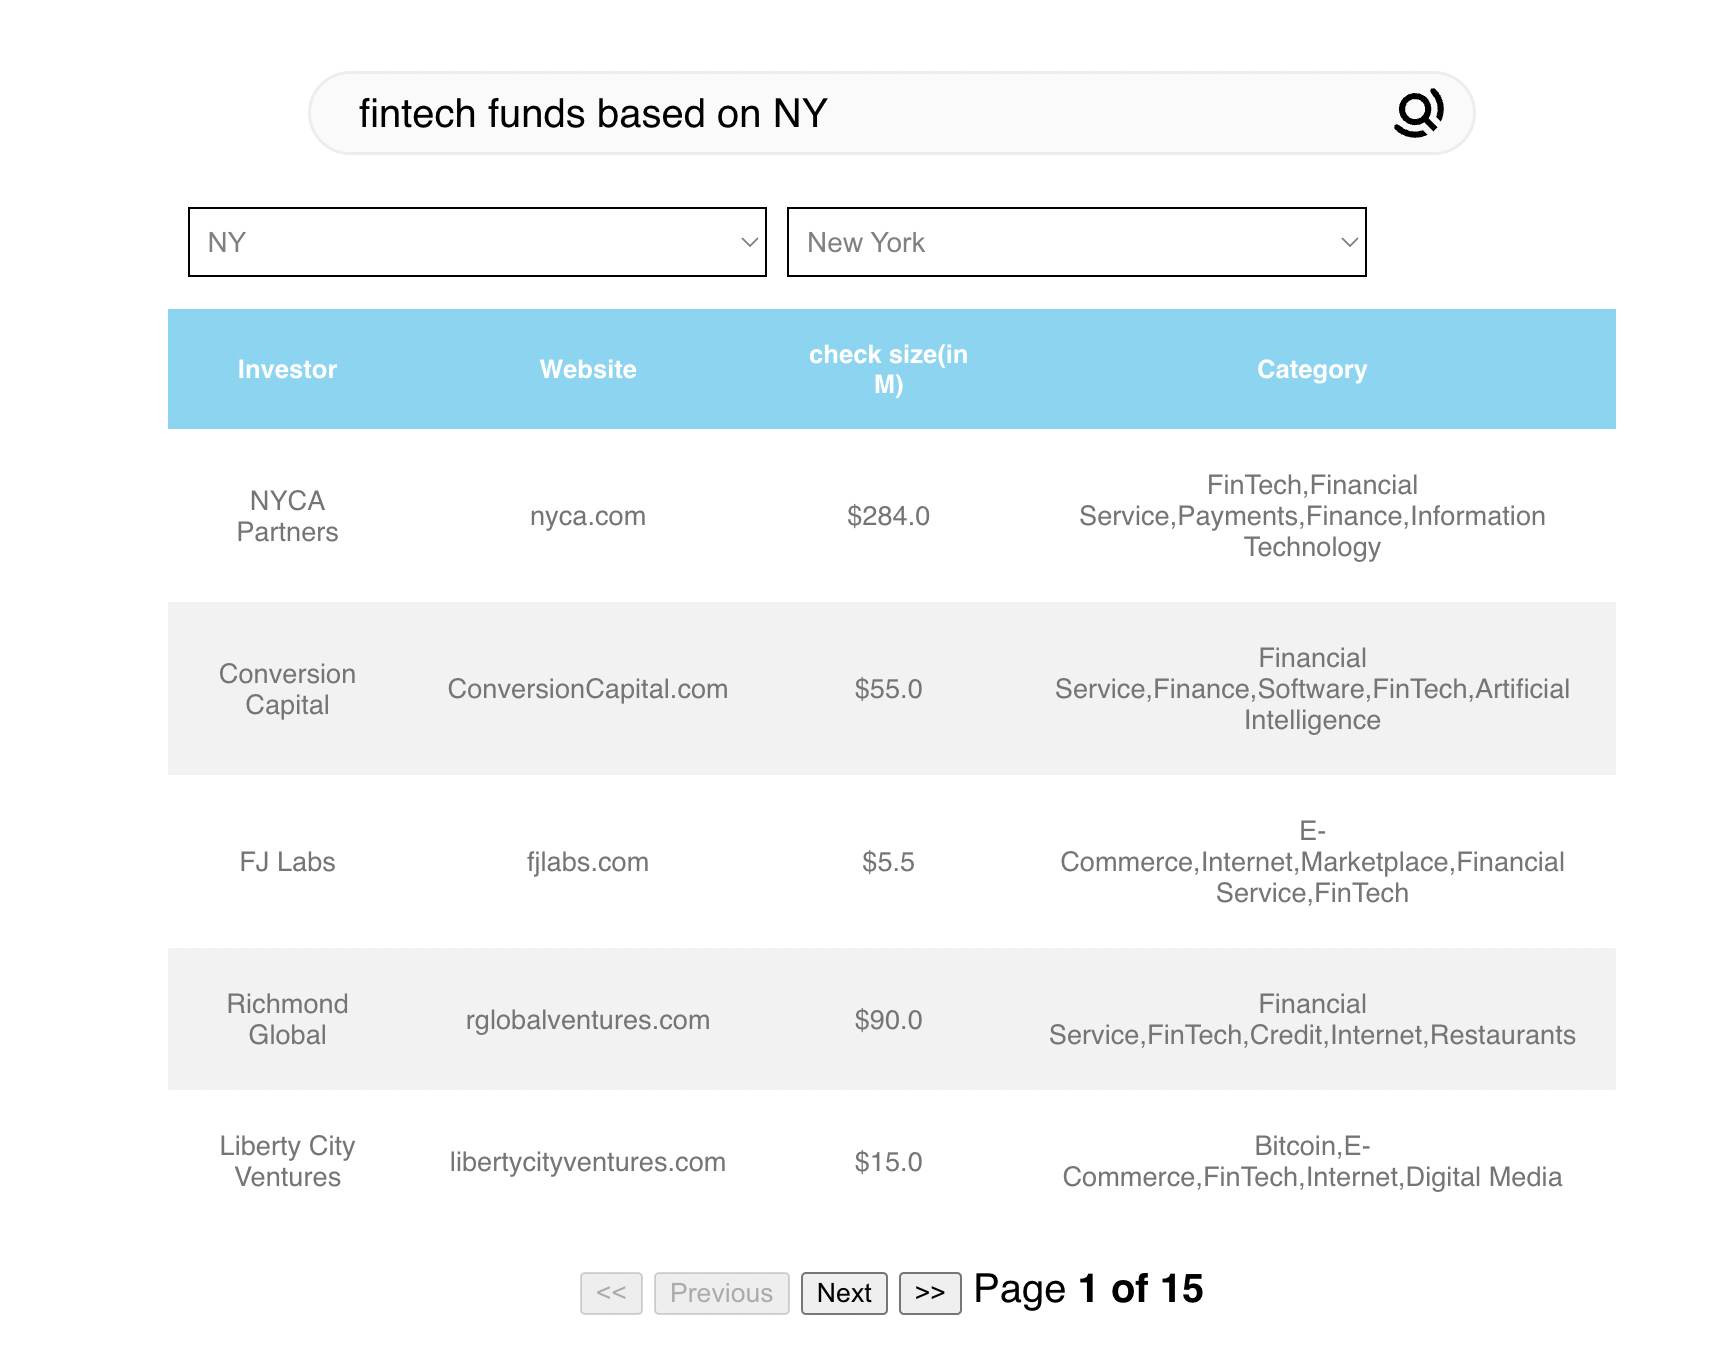 fintech funds based on NY
NY
New York
Investor
Website
check size(in
M)
Category
NYCA
Partners
nyca.com
$284.0
FinTech,Financial
Service,Payments,Finance,Information
Technology
Conversion
Capital
ConversionCapital.com
$55.0
Financial
Service,Finance,Software,FinTech,Artificial
Intelligence
FJ Labs
fjlabs.com
$5.5
E-
Commerce,Internet,Marketplace,Financial
Service,FinTech
Richmond
Global
rglobalventures.com
$90.0
Financial
Service,FinTech,Credit,Internet,Restaurants
Liberty City
Ventures
libertycityventures.com
$15.0
Bitcoin,E-
Commerce,FinTech,Internet,Digital Media
<< Previous Next >> Page 1 of 15